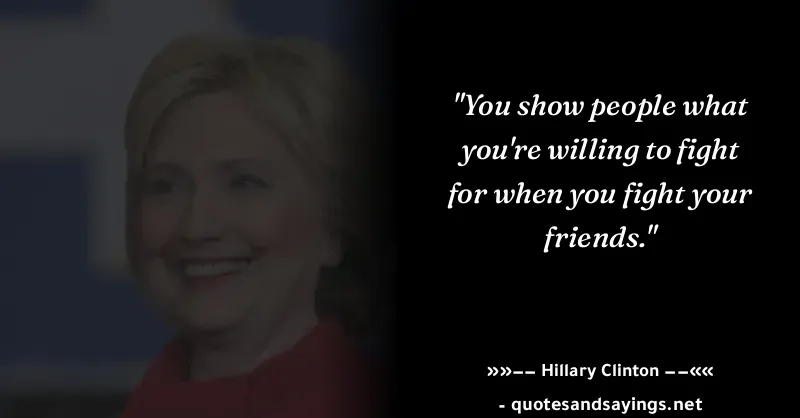 "You show people what
you're willing to fight
for when you fight your
friends."
»»−− Hillary Clinton −−««
- quotesandsayings.net